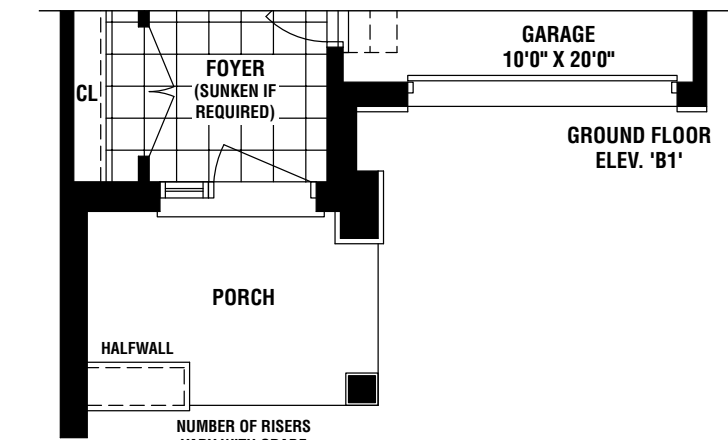 GARAGE
10'0" X 20'0"
FOYER
(SUNKEN IF
REQUIRED)
CL
GROUND FLOOR
ELEV. 'B1'
PORCH
HALFWALL
NUMBER OF RISERS